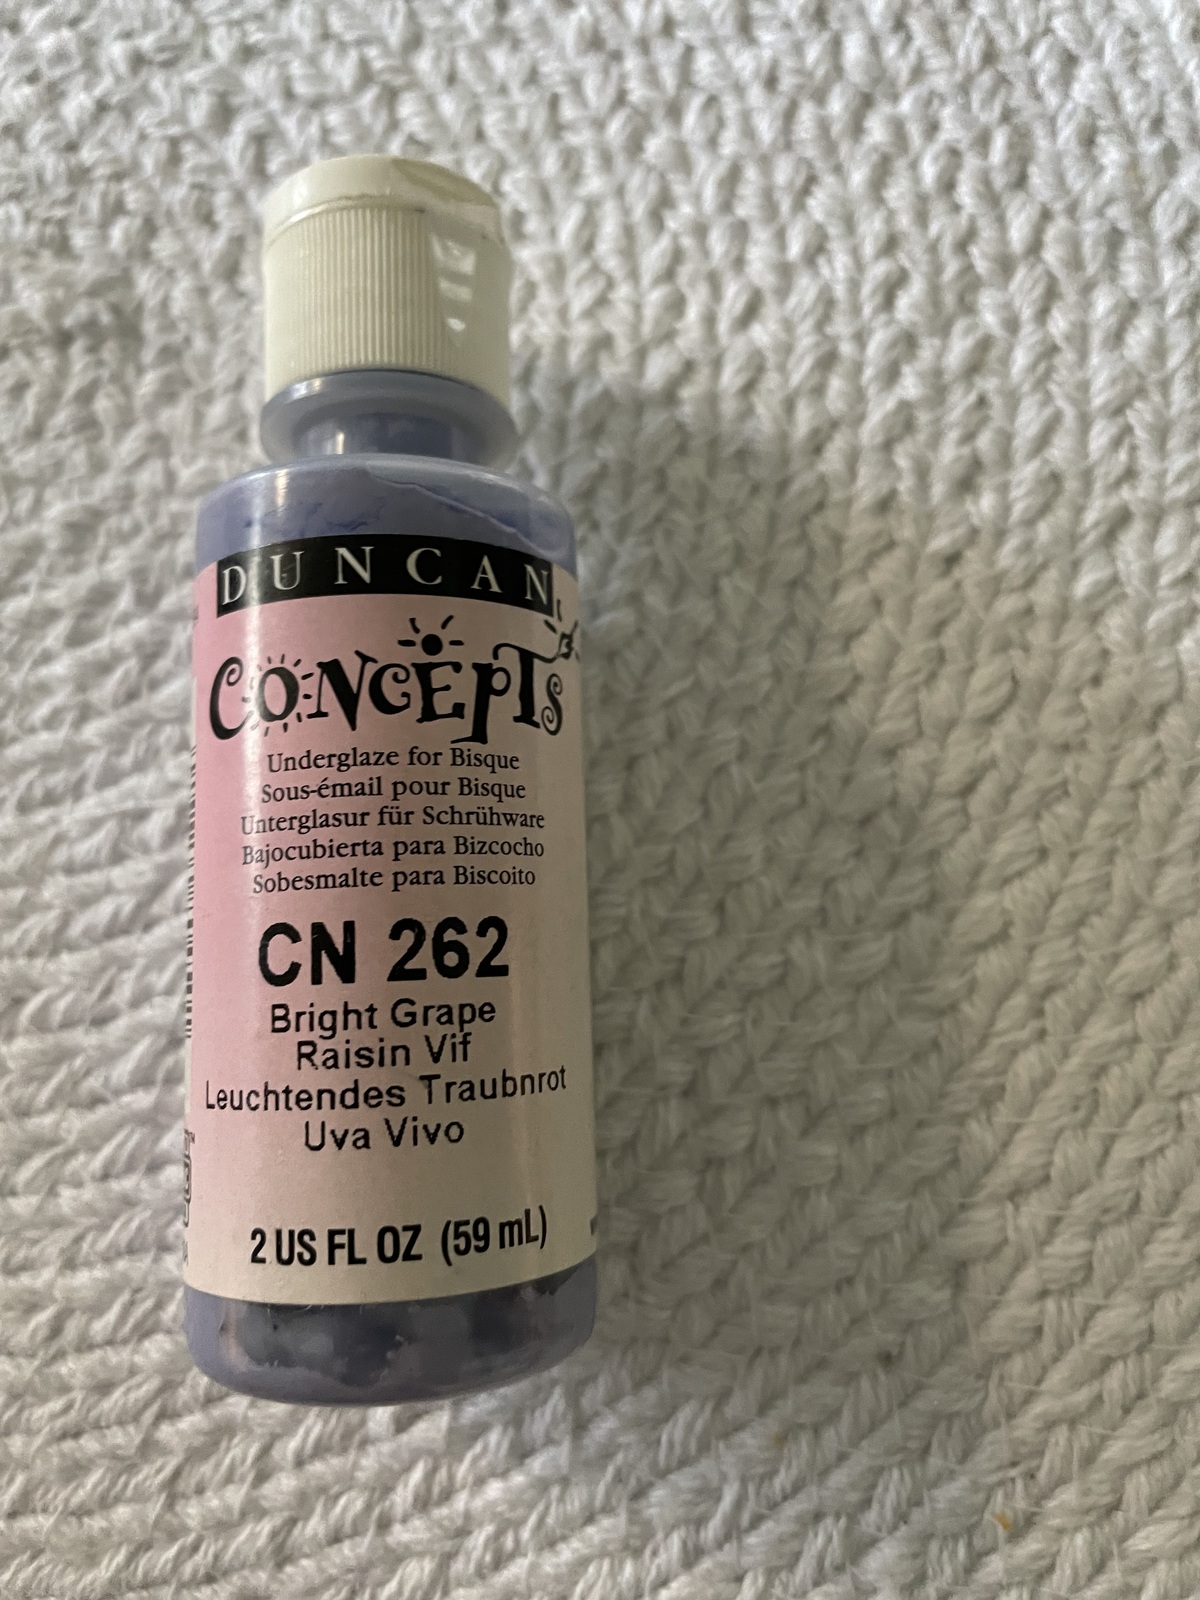 DUNCAN
CONCEPTS
Underglaze for Bisque
Sous-émail pour Bisque
Unterglasur für Schrühware
Bajocubierta para Bizcocho
Sobesmalte para Biscoito
CN 262
Bright Grape
Raisin Vif
Leuchtendes Traubnrot
Uva Vivo
2 US FL OZ (59 mL)